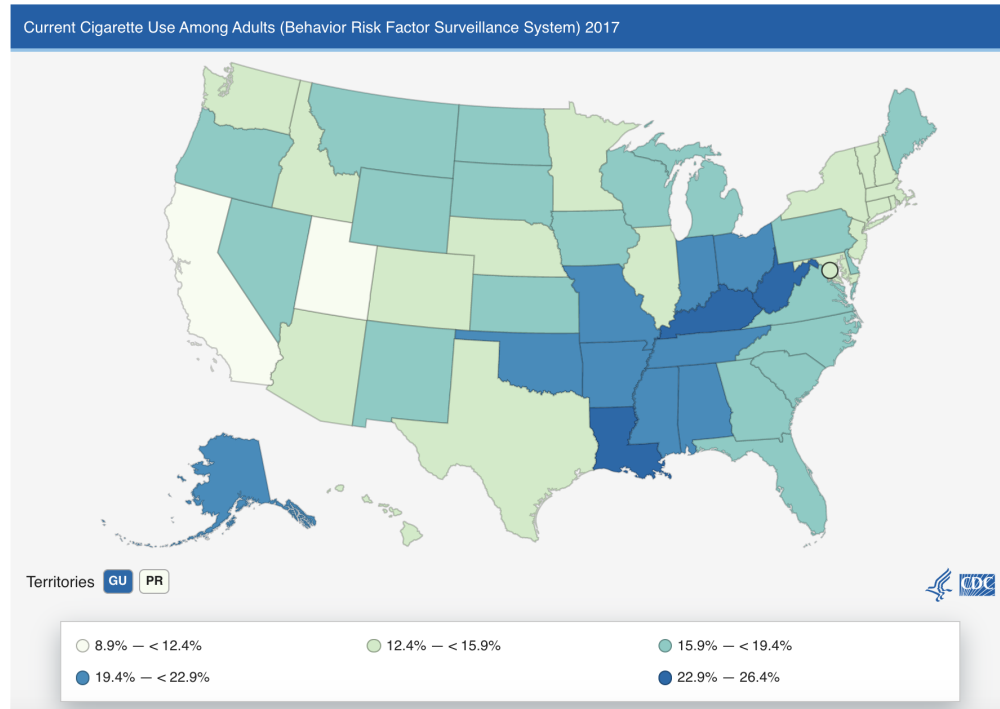 Current Cigarette Use Among Adults (Behavior Risk Factor Surveillance System) 2017
Territories GU PR
CDC
8.9% — < 12.4% 12.4% — < 15.9% 15.9% — < 19.4%
19.4% — < 22.9% 22.9% — 26.4%